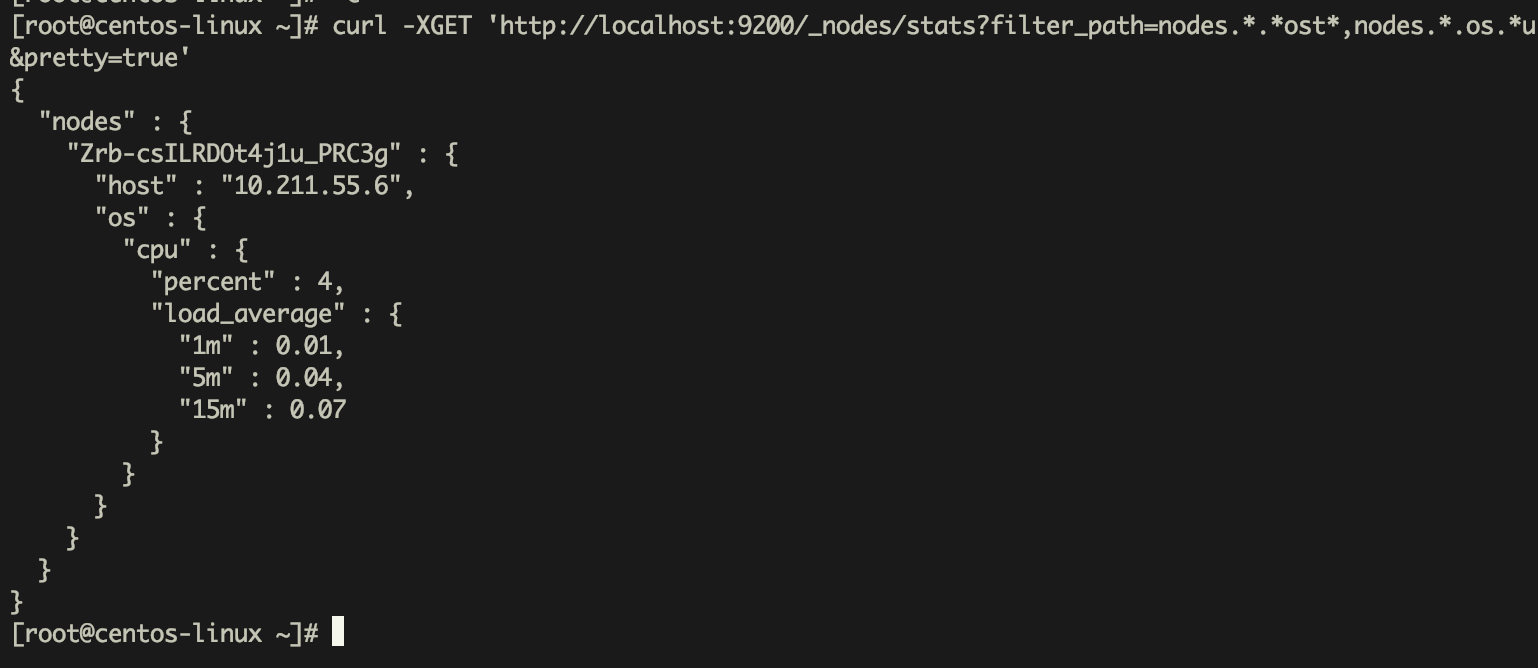 [root@centos-linux ~]# curl -XGET 'http://localhost:9200/_nodes/stats?filter_path=nodes.*.*ost*,nodes.*.os.*u
&pretty=true'
{
  "nodes" : {
    "Zrb-csILRDOt4j1u_PRC3g" : {
      "host" : "10.211.55.6",
      "os" : {
        "cpu" : {
          "percent" : 4,
          "load_average" : {
            "1m" : 0.01,
            "5m" : 0.04,
            "15m" : 0.07
          }
        }
      }
    }
  }
}
[root@centos-linux ~]#